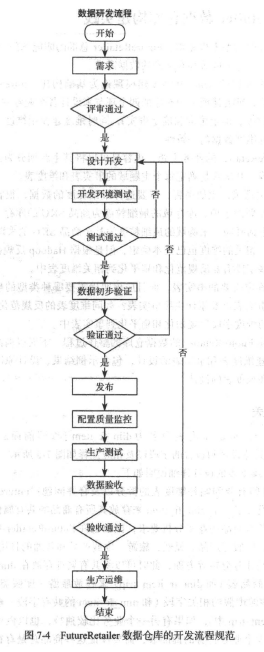 数据研发流程
开始
需求
评审通过
是
设计开发
开发环境测试
否
测试通过
是
数据初步验证
验证通过
否
是
发布
配置质量监控
生产测试
数据验收
验收通过
是
生产运维
结束
图 7-4 FutureRetailer 数据仓库的开发流程规范